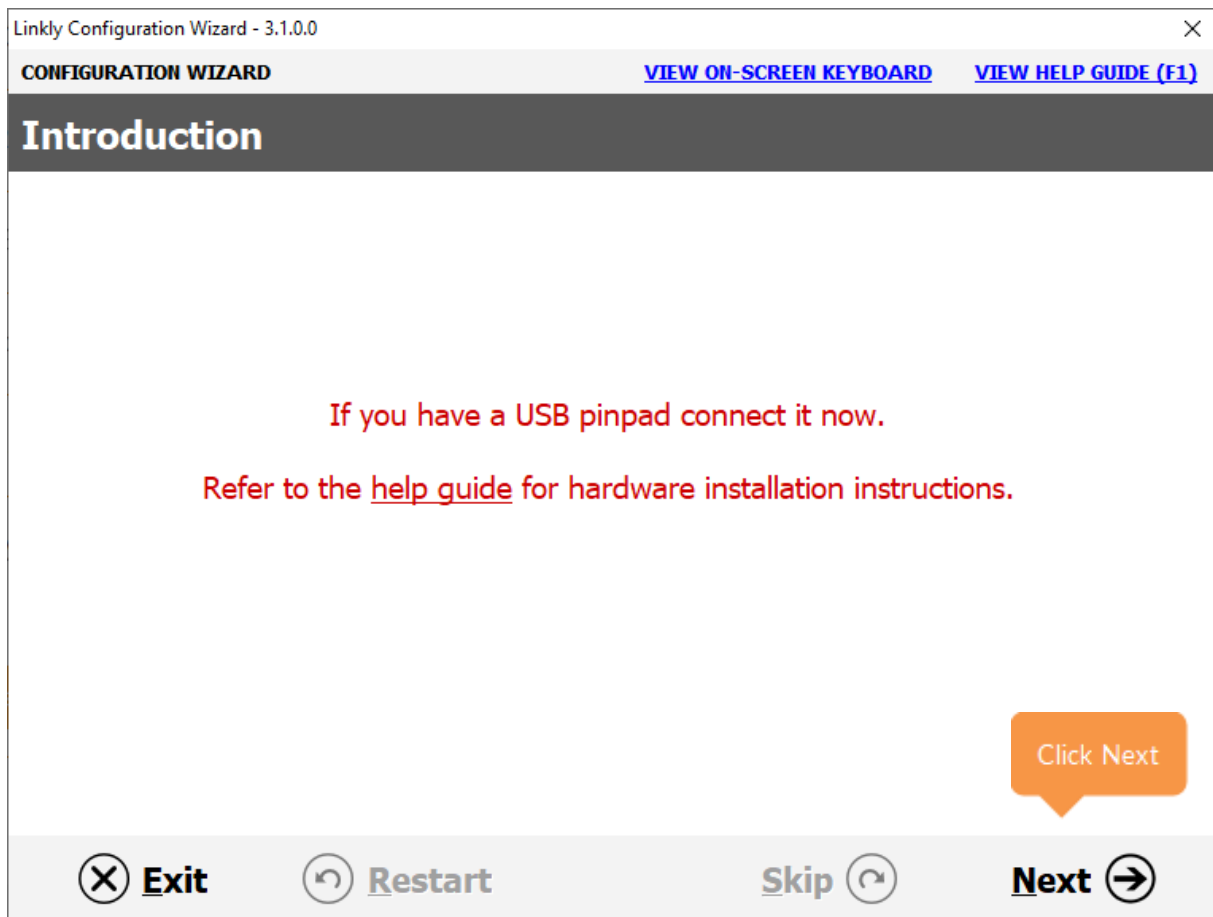 Linkly Configuration Wizard - 3.1.0.0
CONFIGURATION WIZARD VIEW ON-SCREEN KEYBOARD VIEW HELP GUIDE (F1)
Introduction
If you have a USB pinpad connect it now.
Refer to the help guide for hardware installation instructions.
Click Next
Exit Restart Skip Next